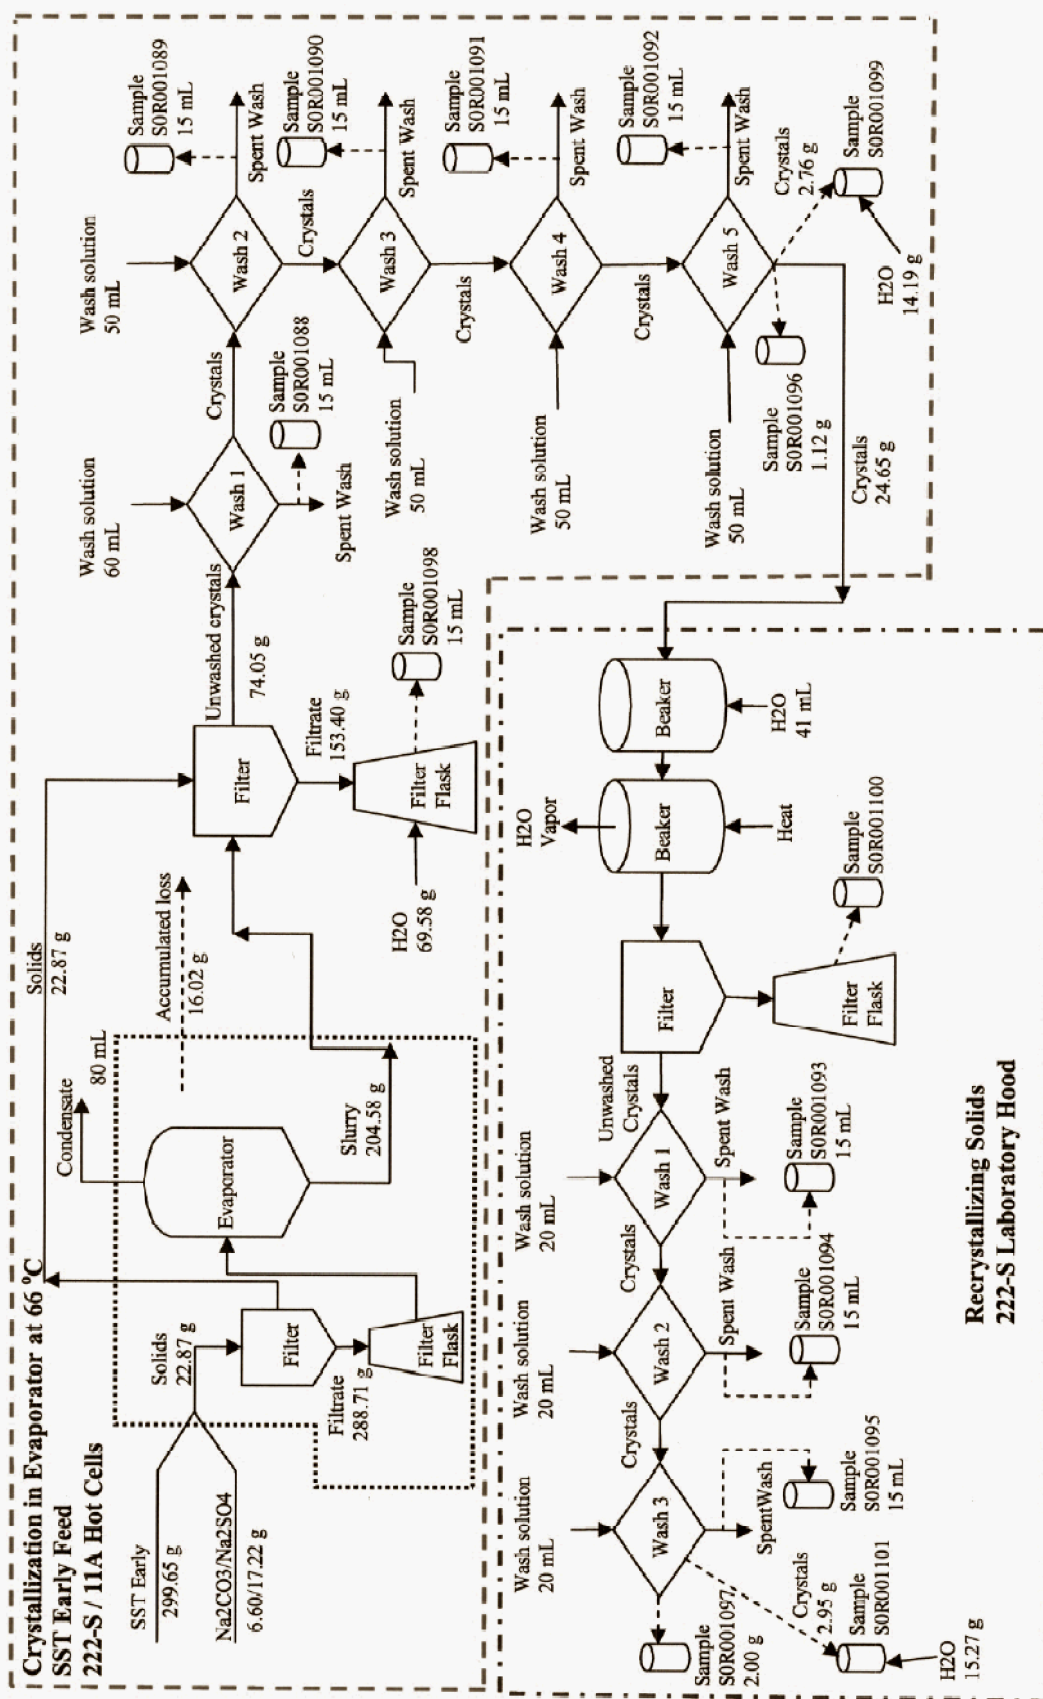 Crystallization in Evaporator at 66 °C
SST Early Feed
222-S / 11A Hot Cells
SST Early
299.65 g
Na2CO3/Na2SO4
6.60/17.22 g
Solids
22.87 g
Filter
Filtrate
288.71 g
Filter
Flask
Evaporator
Condensate
80 mL
Slurry
204.58 g
Solids
22.87 g
Accumulated loss
16.02 g
Filter
Filtrate
153.40 g
Filter
Flask
H2O
69.58 g
Sample
S0R001098
15 mL
Unwashed crystals
74.05 g
Wash solution
60 mL
Wash 1
Spent Wash
Sample
S0R001088
15 mL
Crystals
Wash solution
50 mL
Wash 2
Spent Wash
Sample
S0R001089
15 mL
Crystals
Wash solution
50 mL
Wash 3
Spent Wash
Sample
S0R001090
15 mL
Crystals
Wash solution
50 mL
Wash 4
Spent Wash
Sample
S0R001091
15 mL
Crystals
Wash solution
50 mL
Wash 5
Spent Wash
Sample
S0R001092
15 mL
Sample
S0R001096
1.12 g
Crystals
2.76 g
Sample
S0R001099
H2O
14.19 g
Crystals
24.65 g
Beaker
H2O
41 mL
Beaker
H2O
Vapor
Heat
Filter
Filter
Flask
Sample
S0R001100
Unwashed
Crystals
Wash solution
20 mL
Wash 1
Spent Wash
Sample
S0R001093
15 mL
Crystals
Wash solution
20 mL
Wash 2
Spent Wash
Sample
S0R001094
15 mL
Crystals
Wash solution
20 mL
Wash 3
SpentWash
Sample
S0R001095
15 mL
Sample
S0R001097
2.00 g
Crystals
2.95 g
Sample
S0R001101
H2O
15.27 g
Recrystallizing Solids
222-S Laboratory Hood